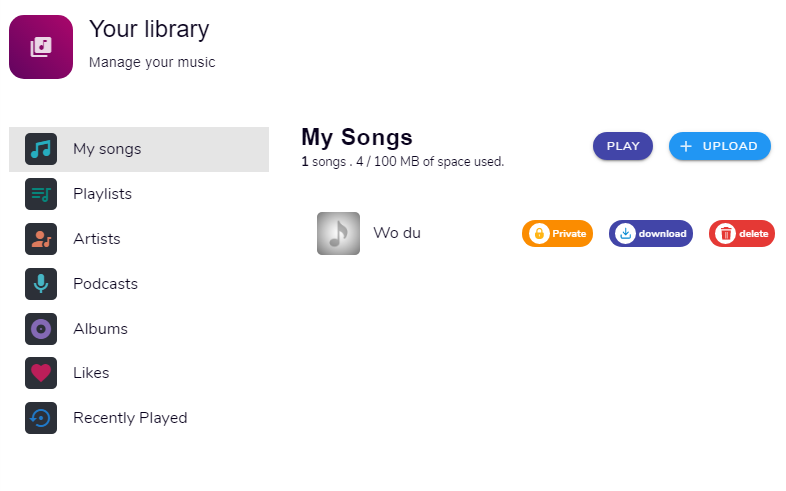 Your library
Manage your music
My songs
Playlists
Artists
Podcasts
Albums
Likes
Recently Played
My Songs
1 songs . 4 / 100 MB of space used.
PLAY
+ UPLOAD
Wo du
Private
download
delete